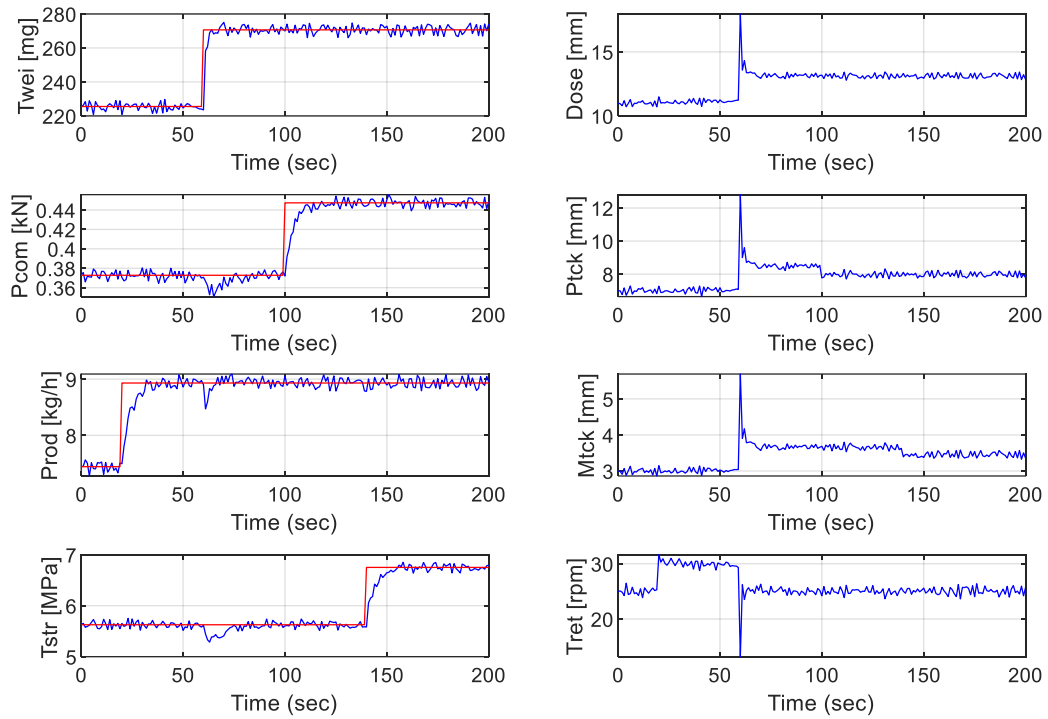 Twei [mg]
280
260
240
220
0 50 100 150 200
Time (sec)
Dose [mm]
15
10
0 50 100 150 200
Time (sec)
Pcom [kN]
0.44
0.42
0.4
0.38
0.36
0 50 100 150 200
Time (sec)
Ptck [mm]
12
10
8
0 50 100 150 200
Time (sec)
Prod [kg/h]
9
8
0 50 100 150 200
Time (sec)
Mtck [mm]
5
4
3
0 50 100 150 200
Time (sec)
Tstr [MPa]
7
6
5
0 50 100 150 200
Time (sec)
Tret [rpm]
30
20
0 50 100 150 200
Time (sec)